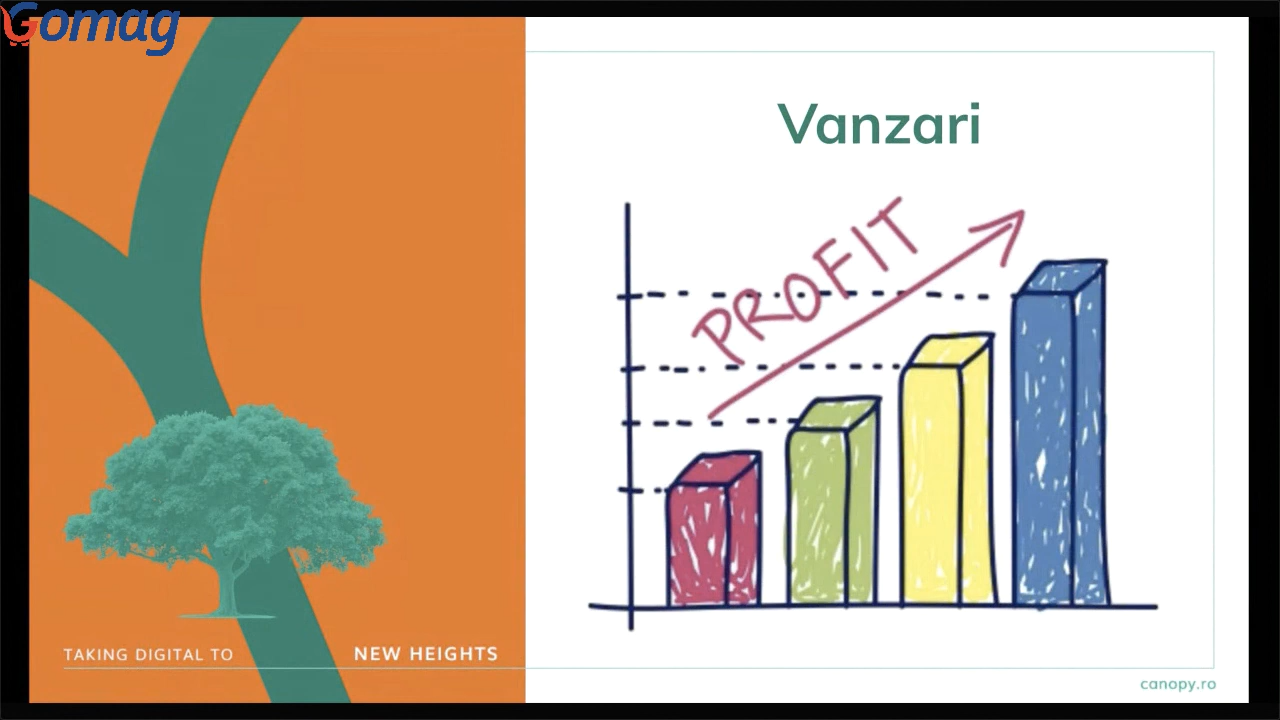 Gomag
Vanzari
PROFIT
TAKING DIGITAL TO NEW HEIGHTS
canopy.ro